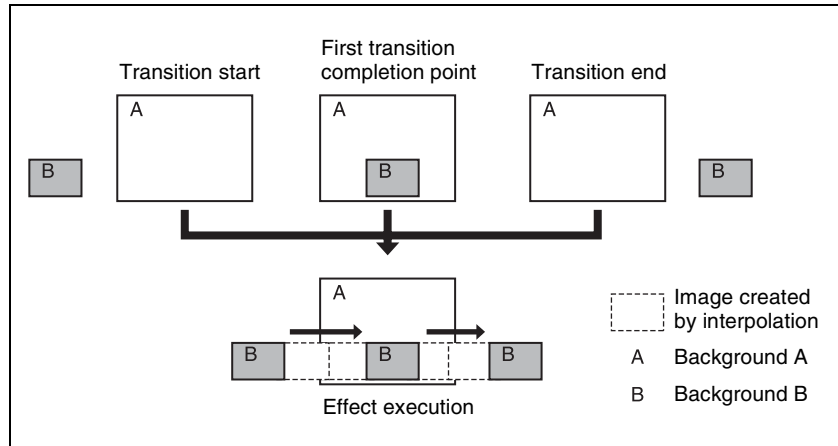 Transition start
First transition
completion point
Transition end
A
A
A
B
B
B
A
B
B
B
Effect execution
Image created
by interpolation
A Background A
B Background B